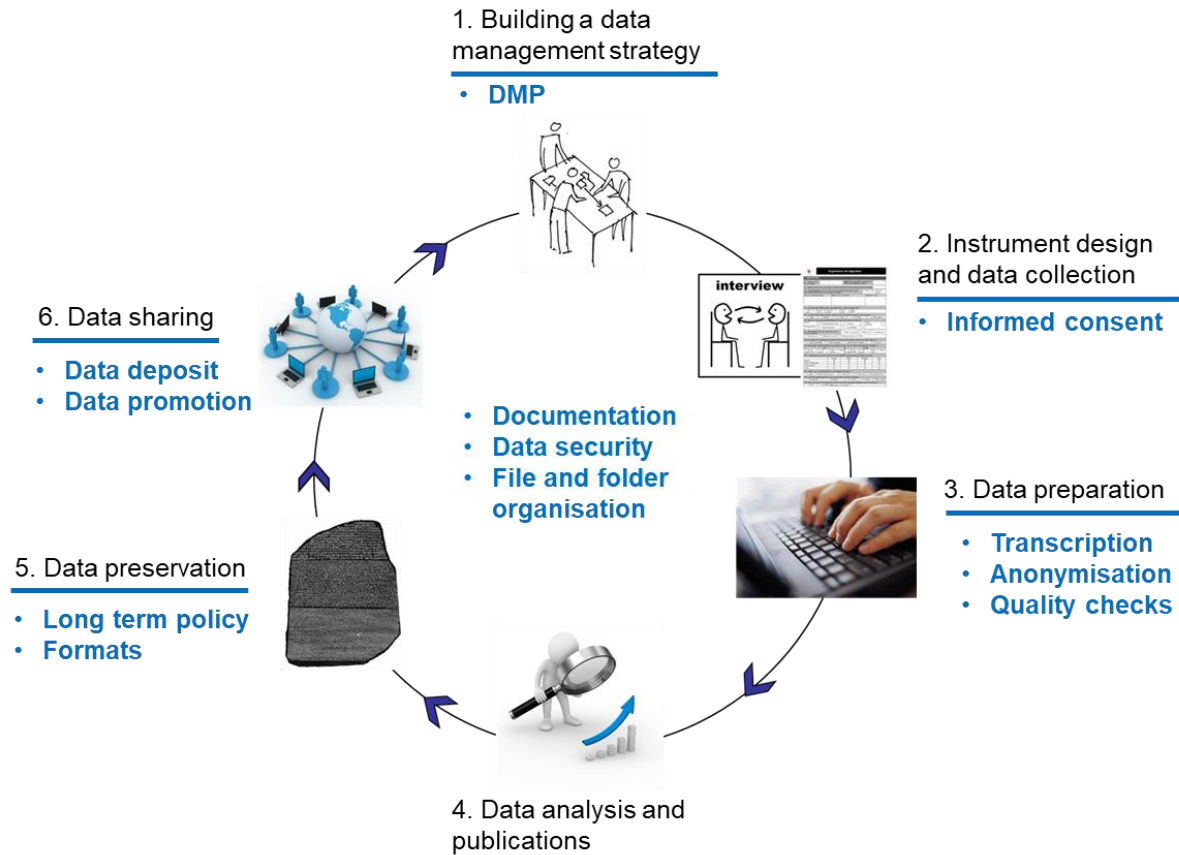 1. Building a data
management strategy
• DMP
2. Instrument design
and data collection
• Informed consent
interview
6. Data sharing
• Data deposit
• Data promotion
• Documentation
• Data security
• File and folder
organisation
3. Data preparation
• Transcription
• Anonymisation
• Quality checks
5. Data preservation
• Long term policy
• Formats
4. Data analysis and
publications